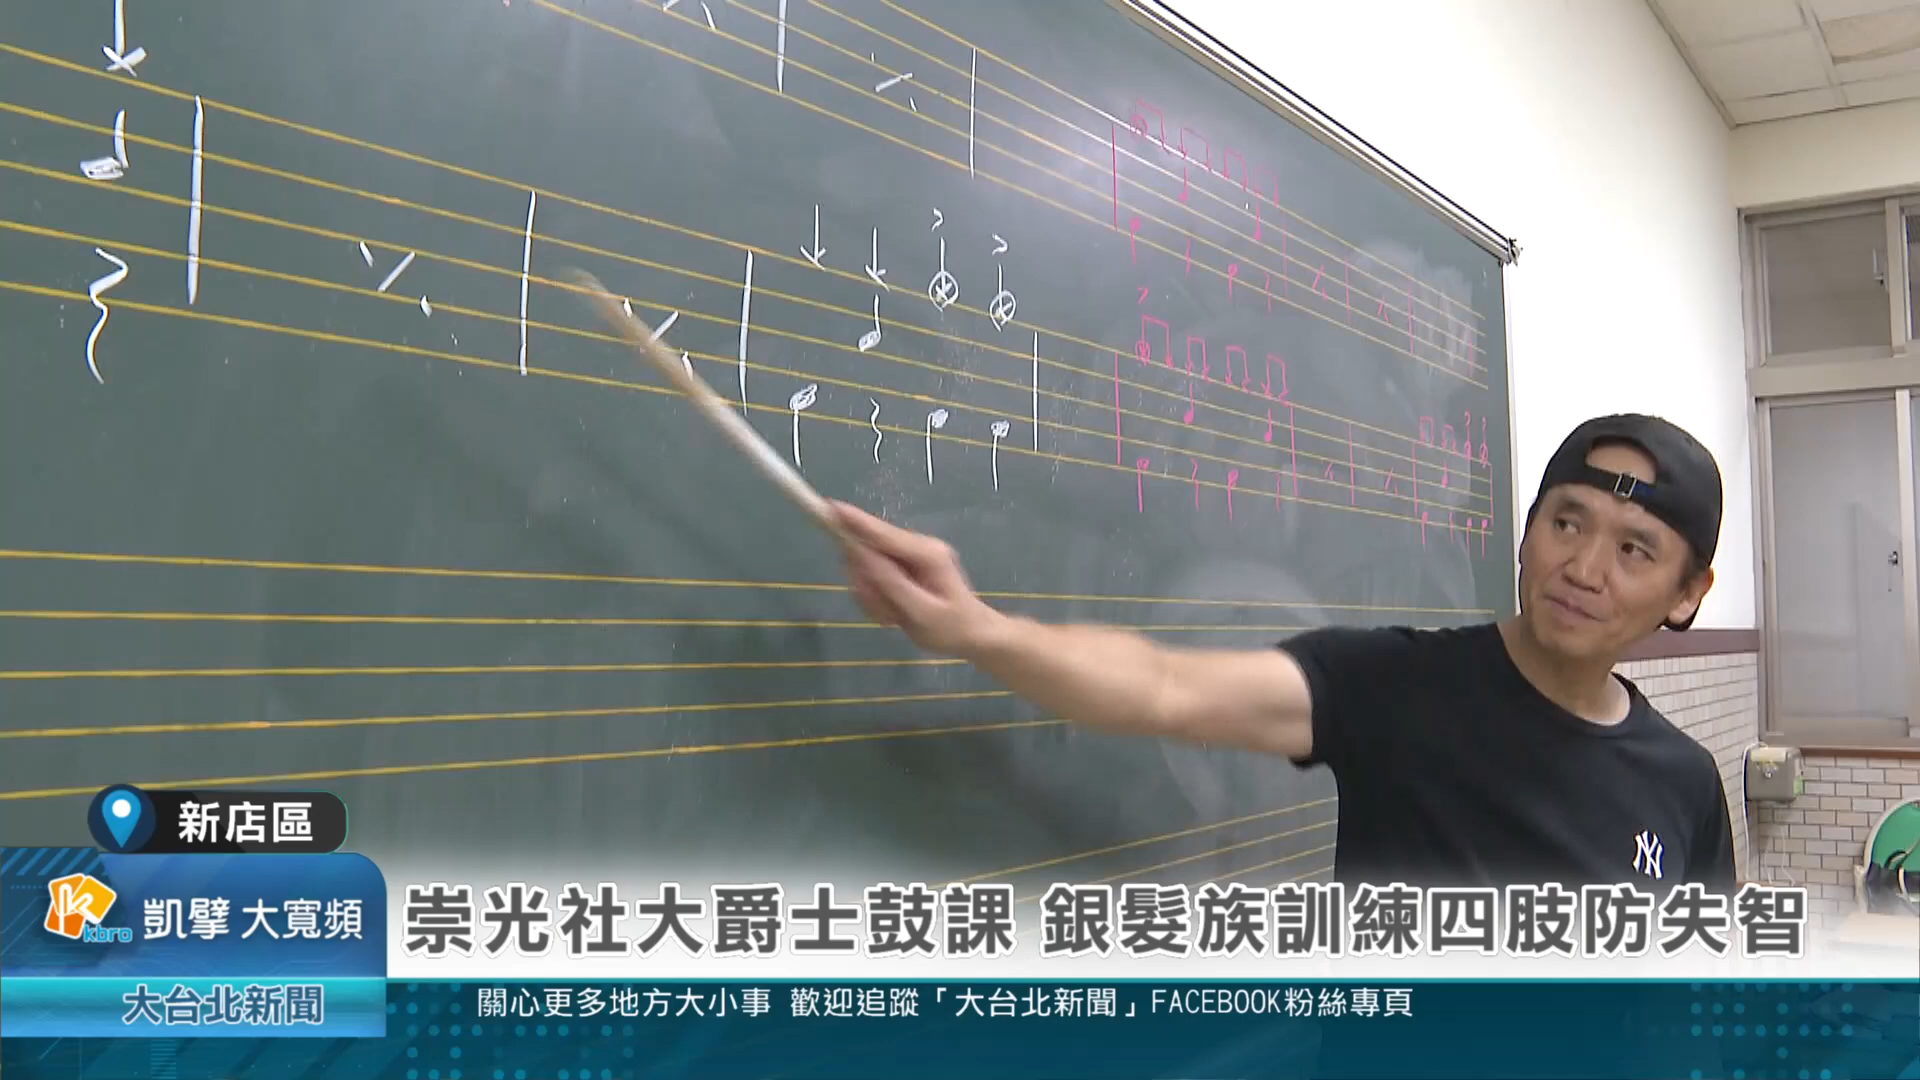 新店區
kbro
凱擘 大寬頻
崇光社大爵士鼓課 銀髮族訓練四肢防失智
大台北新聞
關心更多地方大小事 歡迎追蹤「大台北新聞」FACEBOOK粉絲專頁
NY